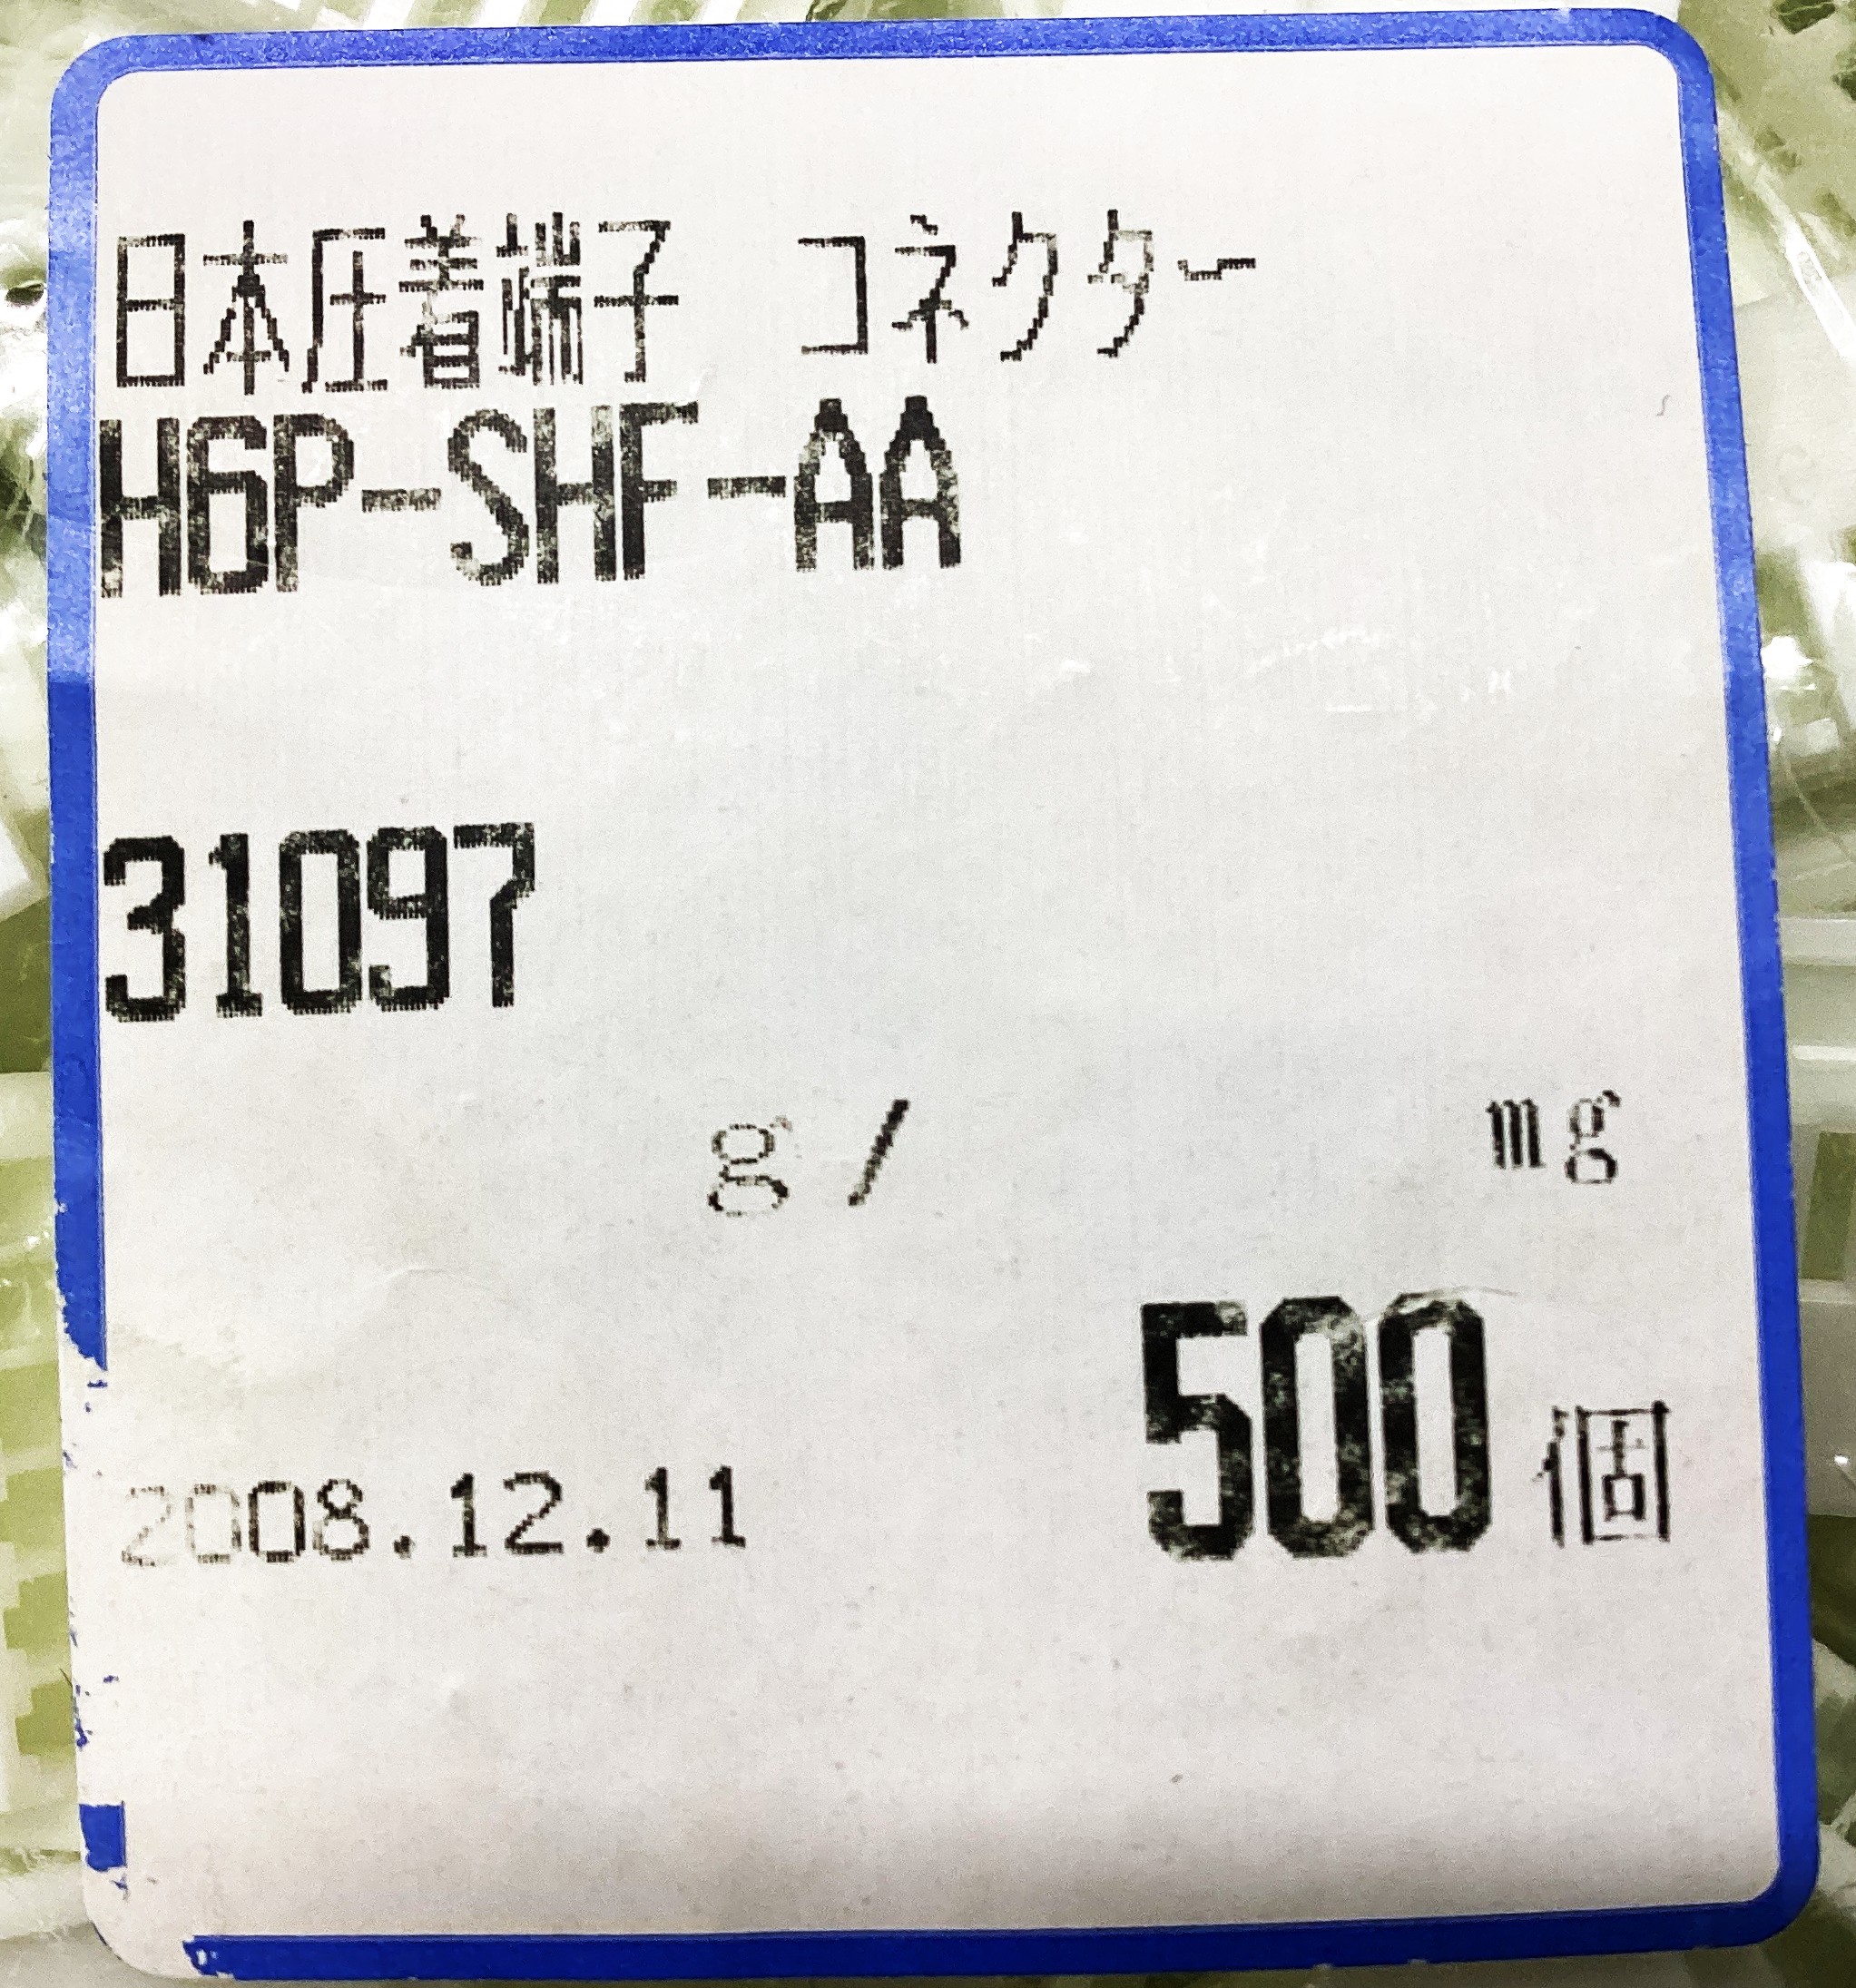 日本圧着端子 コネクター
H6P-SHF-AA
31097
g / mg
500 個
2008.12.11